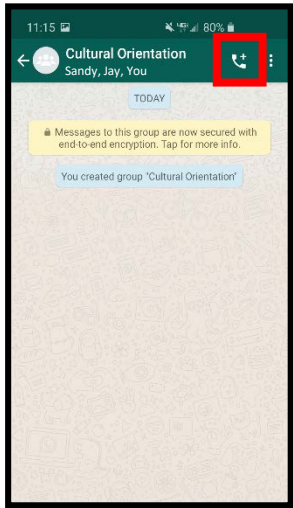 11:15 80%
Cultural Orientation
Sandy, Jay, You
TODAY
Messages to this group are now secured with
end-to-end encryption. Tap for more info.
You created group "Cultural Orientation"